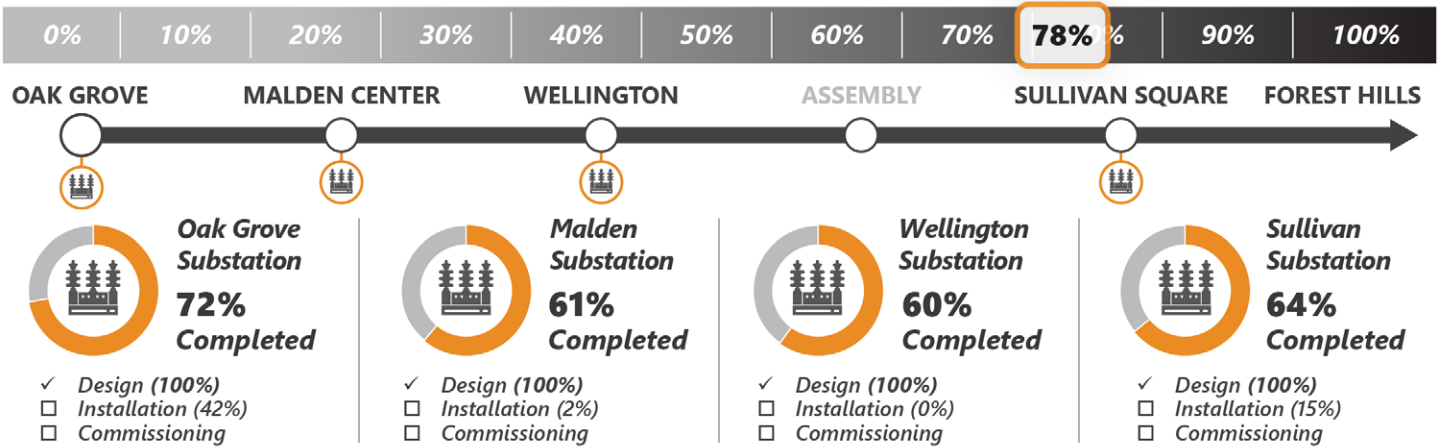 0% 10% 20% 30% 40% 50% 60% 70% 78% 90% 100%
OAK GROVE MALDEN CENTER WELLINGTON ASSEMBLY SULLIVAN SQUARE FOREST HILLS
Oak Grove
Substation
72%
Completed
✓ Design (100%)
☐ Installation (42%)
☐ Commissioning
Malden
Substation
61%
Completed
✓ Design (100%)
☐ Installation (2%)
☐ Commissioning
Wellington
Substation
60%
Completed
✓ Design (100%)
☐ Installation (0%)
☐ Commissioning
Sullivan
Substation
64%
Completed
✓ Design (100%)
☐ Installation (15%)
☐ Commissioning